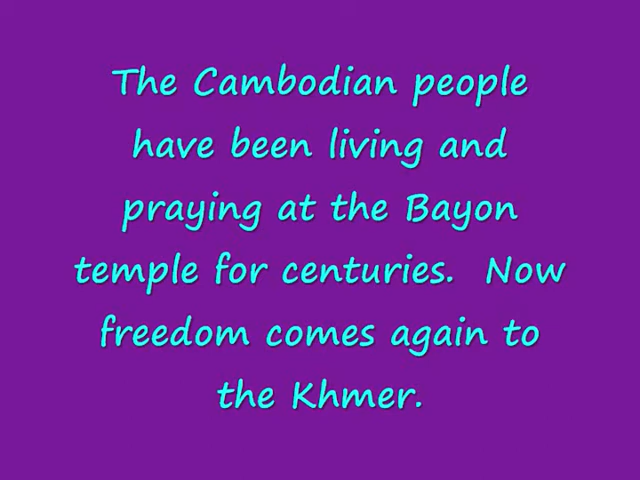 The Cambodian people
have been living and
praying at the Bayon
temple for centuries.  Now
freedom comes again to
the Khmer.